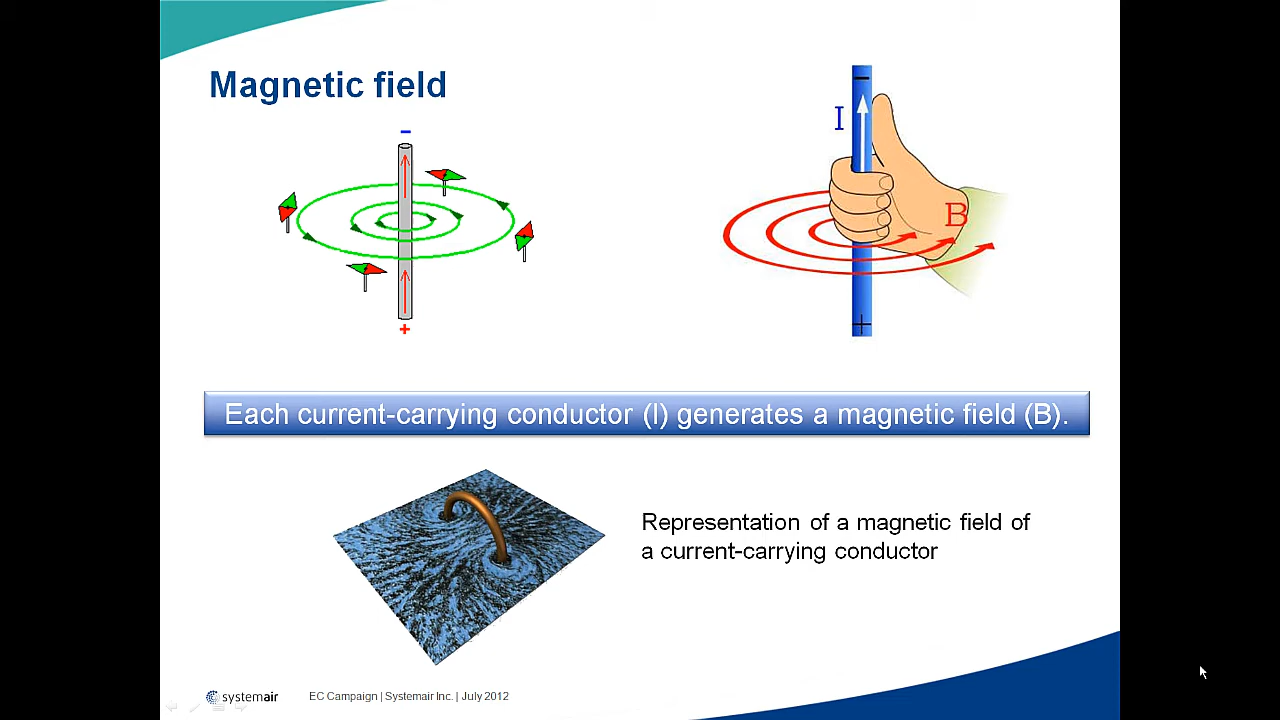 Magnetic field
–
+
–
I
B
+
Each current-carrying conductor (I) generates a magnetic field (B).
Representation of a magnetic field of
a current-carrying conductor
systemair
EC Campaign | Systemair Inc. | July 2012